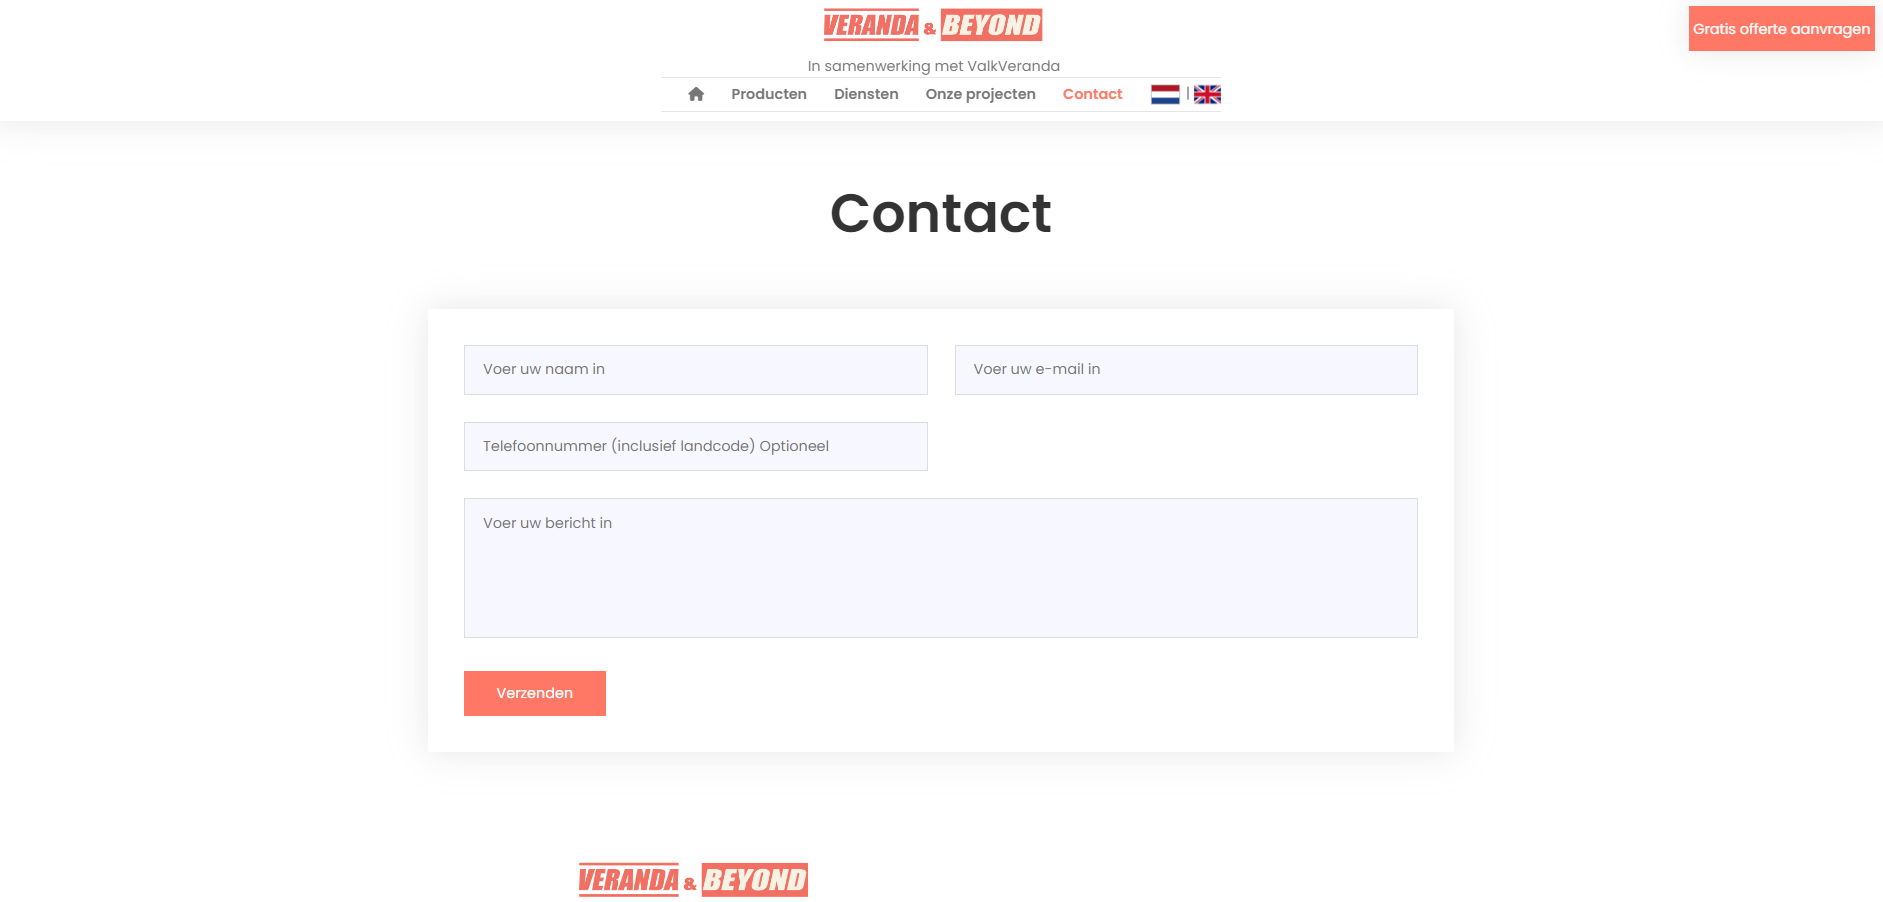 VERANDA & BEYOND
Gratis offerte aanvragen
In samenwerking met ValkVeranda
Producten Diensten Onze projecten Contact |
Contact
Voer uw naam in
Voer uw e-mail in
Telefoonnummer (inclusief landcode) Optioneel
Voer uw bericht in
Verzenden
VERANDA & BEYOND